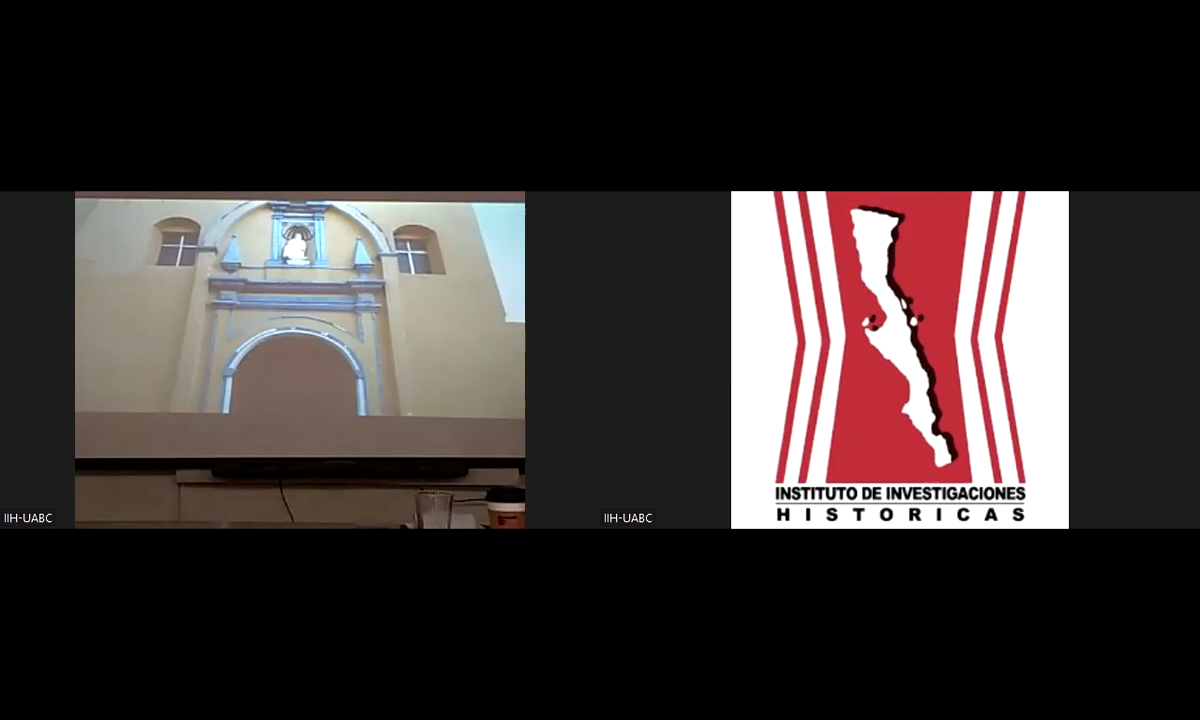 IIH-UABC
IIH-UABC
INSTITUTO DE INVESTIGACIONES
HISTORICAS